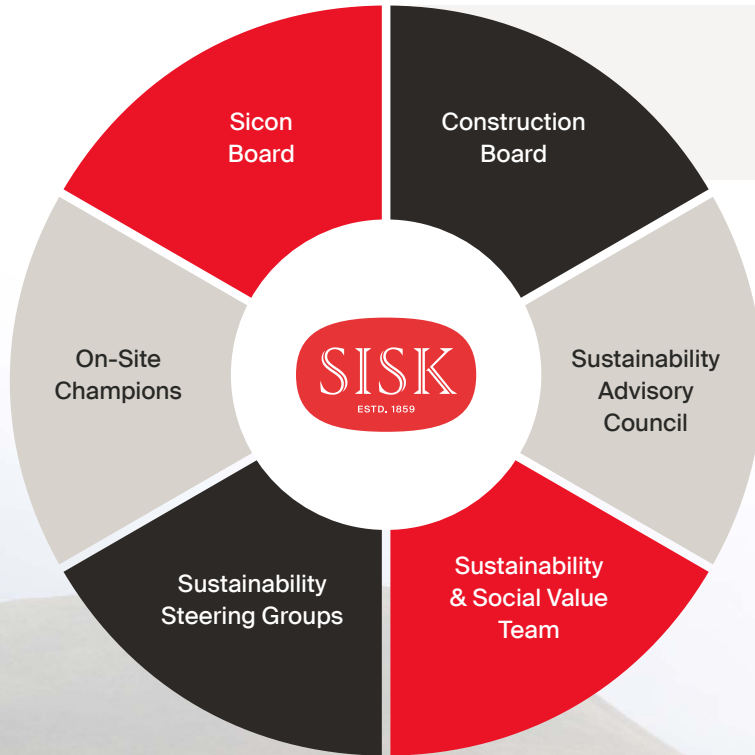 Sicon
Board
Construction
Board
On-Site
Champions
SISK
ESTD. 1859
Sustainability
Advisory
Council
Sustainability
Steering Groups
Sustainability
& Social Value
Team